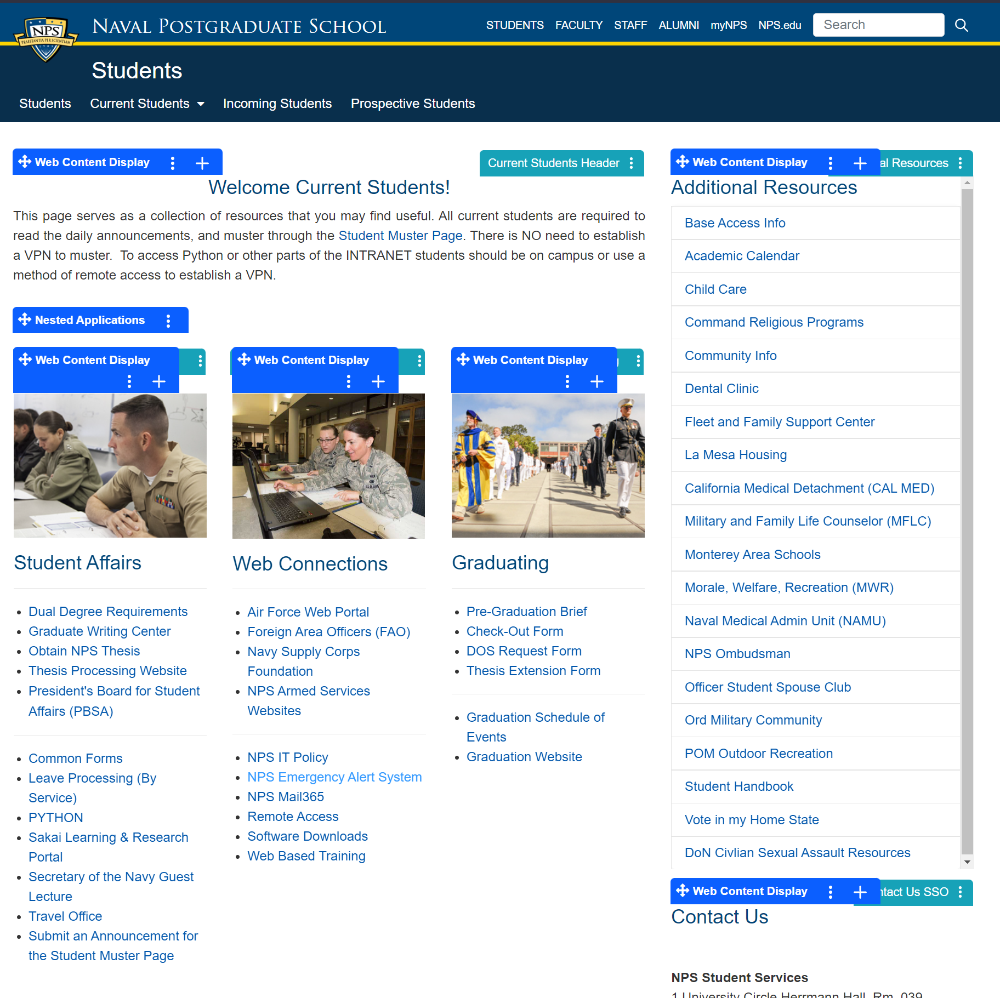 NPS
PRAESTANTIA PER SCIENTIAM
NAVAL POSTGRADUATE SCHOOL
STUDENTS FACULTY STAFF ALUMNI myNPS NPS.edu Search
Students
Students Current Students Incoming Students Prospective Students
Web Content Display
Current Students Header
Welcome Current Students!
This page serves as a collection of resources that you may find useful. All current students are required to
read the daily announcements, and muster through the Student Muster Page. There is NO need to establish
a VPN to muster. To access Python or other parts of the INTRANET students should be on campus or use a
method of remote access to establish a VPN.
Nested Applications
Web Content Display
Student Affairs
Dual Degree Requirements
Graduate Writing Center
Obtain NPS Thesis
Thesis Processing Website
President's Board for Student
Affairs (PBSA)
Common Forms
Leave Processing (By
Service)
PYTHON
Sakai Learning & Research
Portal
Secretary of the Navy Guest
Lecture
Travel Office
Submit an Announcement for
the Student Muster Page
Web Content Display
Web Connections
Air Force Web Portal
Foreign Area Officers (FAO)
Navy Supply Corps
Foundation
NPS Armed Services
Websites
NPS IT Policy
NPS Emergency Alert System
NPS Mail365
Remote Access
Software Downloads
Web Based Training
Web Content Display
Graduating
Pre-Graduation Brief
Check-Out Form
DOS Request Form
Thesis Extension Form
Graduation Schedule of
Events
Graduation Website
Web Content Display al Resources
Additional Resources
Base Access Info
Academic Calendar
Child Care
Command Religious Programs
Community Info
Dental Clinic
Fleet and Family Support Center
La Mesa Housing
California Medical Detachment (CAL MED)
Military and Family Life Counselor (MFLC)
Monterey Area Schools
Morale, Welfare, Recreation (MWR)
Naval Medical Admin Unit (NAMU)
NPS Ombudsman
Officer Student Spouse Club
Ord Military Community
POM Outdoor Recreation
Student Handbook
Vote in my Home State
DoN Civlian Sexual Assault Resources
Web Content Display ntact Us SSO
Contact Us
NPS Student Services
1 University Circle Herrmann Hall, Rm. 039